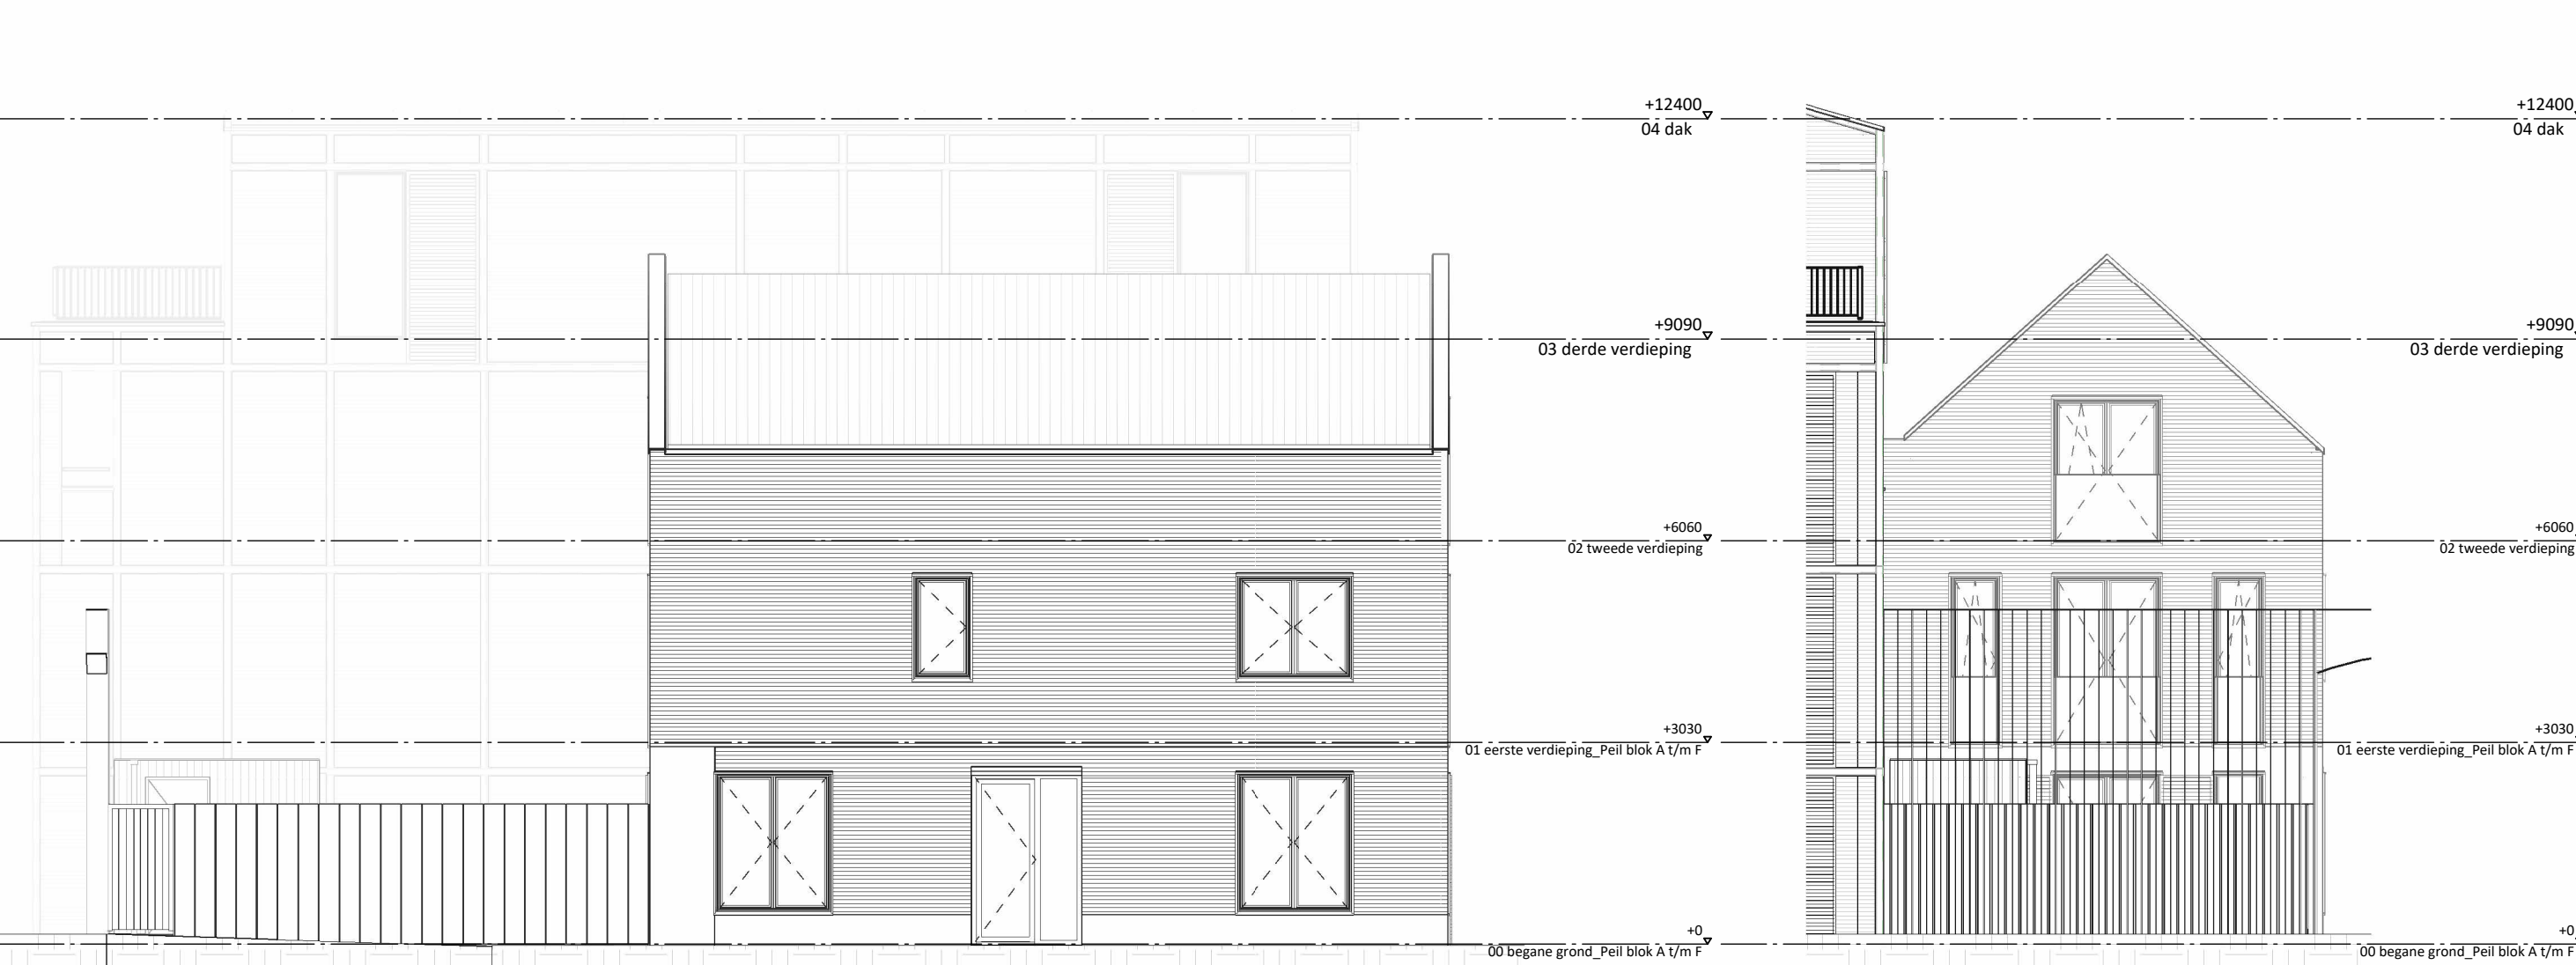 +12400
04 dak
+12400
04 dak
+9090
03 derde verdieping
+9090
03 derde verdieping
+6060
02 tweede verdieping
+6060
02 tweede verdieping
+3030
01 eerste verdieping_Peil blok A t/m F
+3030
01 eerste verdieping_Peil blok A t/m F
+0
00 begane grond_Peil blok A t/m F
+0
00 begane grond_Peil blok A t/m F